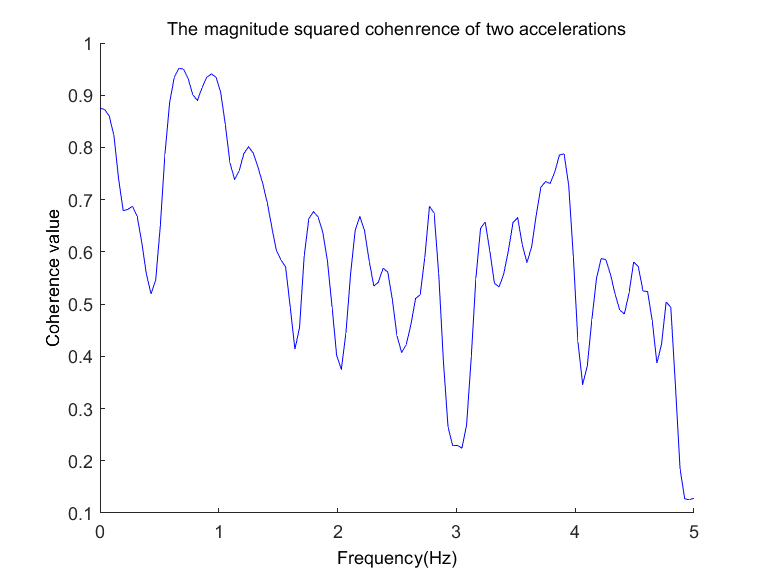 The magnitude squared cohenrence of two accelerations
1
0.9
0.8
0.7
0.6
0.5
0.4
0.3
0.2
0.1
Coherence value
0 1 2 3 4 5
Frequency(Hz)